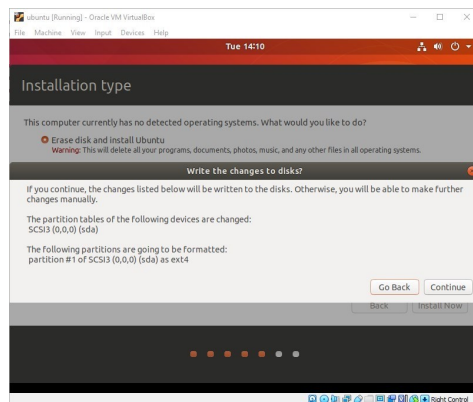 ubuntu [Running] - Oracle VM VirtualBox
File Machine View Input Devices Help
Tue 14:10
Installation type
This computer currently has no detected operating systems. What would you like to do?
Erase disk and install Ubuntu
Warning: This will delete all your programs, documents, photos, music, and any other files in all operating systems.
Write the changes to disks?
If you continue, the changes listed below will be written to the disks. Otherwise, you will be able to make further
changes manually.
The partition tables of the following devices are changed:
SCSI3 (0,0,0) (sda)
The following partitions are going to be formatted:
partition #1 of SCSI3 (0,0,0) (sda) as ext4
Go Back Continue
Back Install Now
Right Control